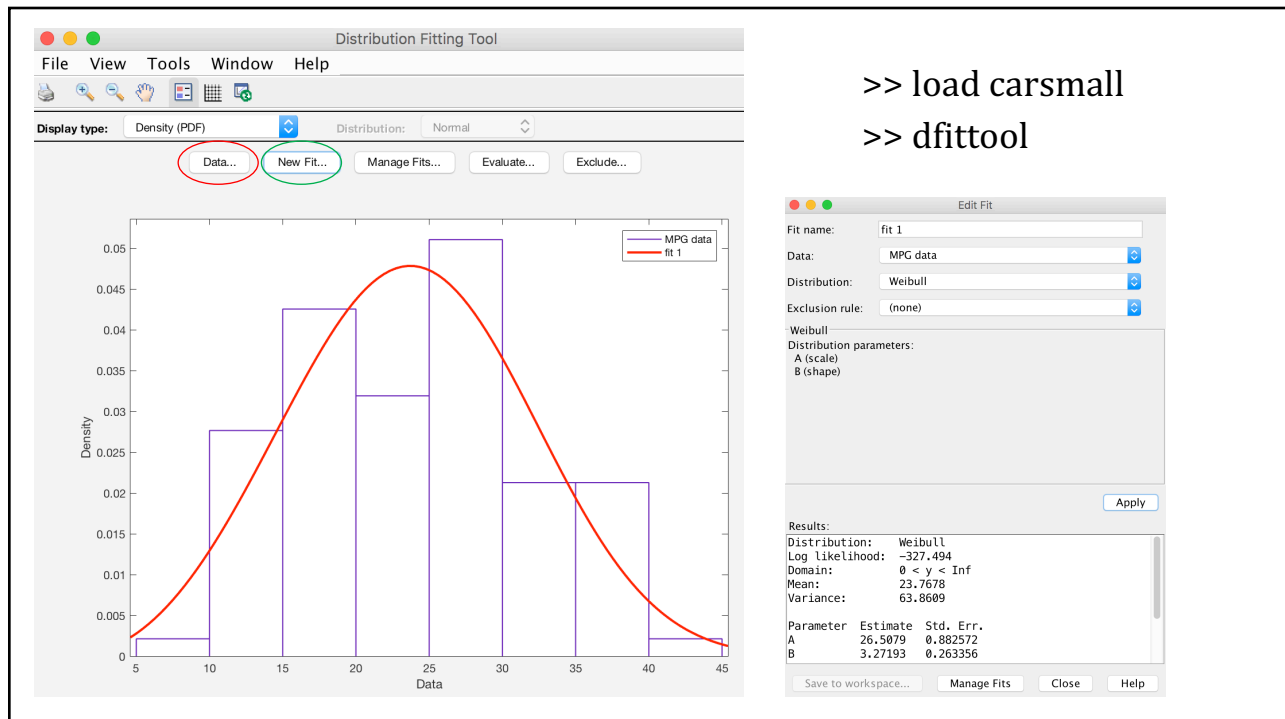 Distribution Fitting Tool
File View Tools Window Help
Display type: Density (PDF) Distribution: Normal
Data... New Fit... Manage Fits... Evaluate... Exclude...
MPG data
fit 1
0.05
0.045
0.04
0.035
0.03
0.025
0.02
0.015
0.01
0.005
0
Density
5 10 15 20 25 30 35 40 45
Data
>> load carsmall
>> dfittool
Edit Fit
Fit name: fit 1
Data: MPG data
Distribution: Weibull
Exclusion rule: (none)
Weibull
Distribution parameters:
A (scale)
B (shape)
Apply
Results:
Distribution: Weibull
Log likelihood: -327.494
Domain: 0 < y < Inf
Mean: 23.7678
Variance: 63.8609
Parameter Estimate Std. Err.
A 26.5079 0.882572
B 3.27193 0.263356
Save to workspace... Manage Fits Close Help